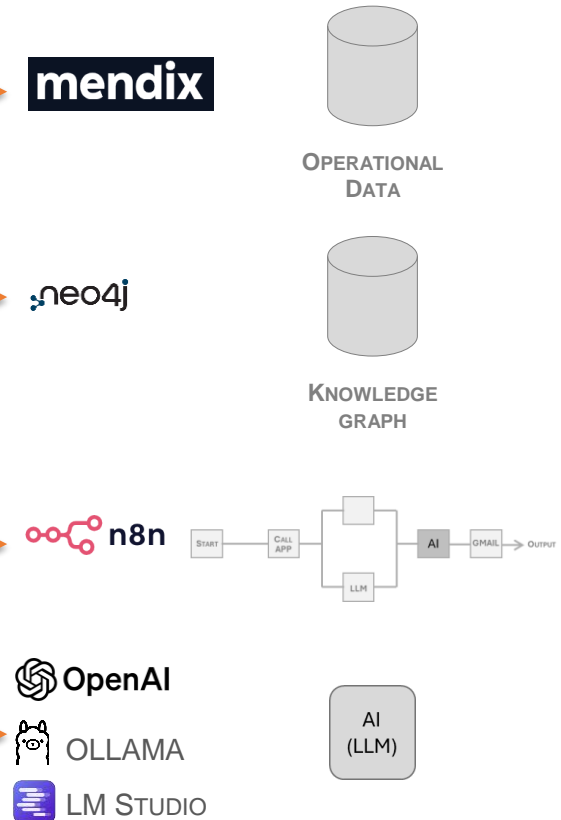 mendix
OPERATIONAL
DATA
neo4j
KNOWLEDGE
GRAPH
n8n
START
CALL
APP
LLM
AI
GMAIL
OUTPUT
OpenAI
OLLAMA
LM STUDIO
AI
(LLM)